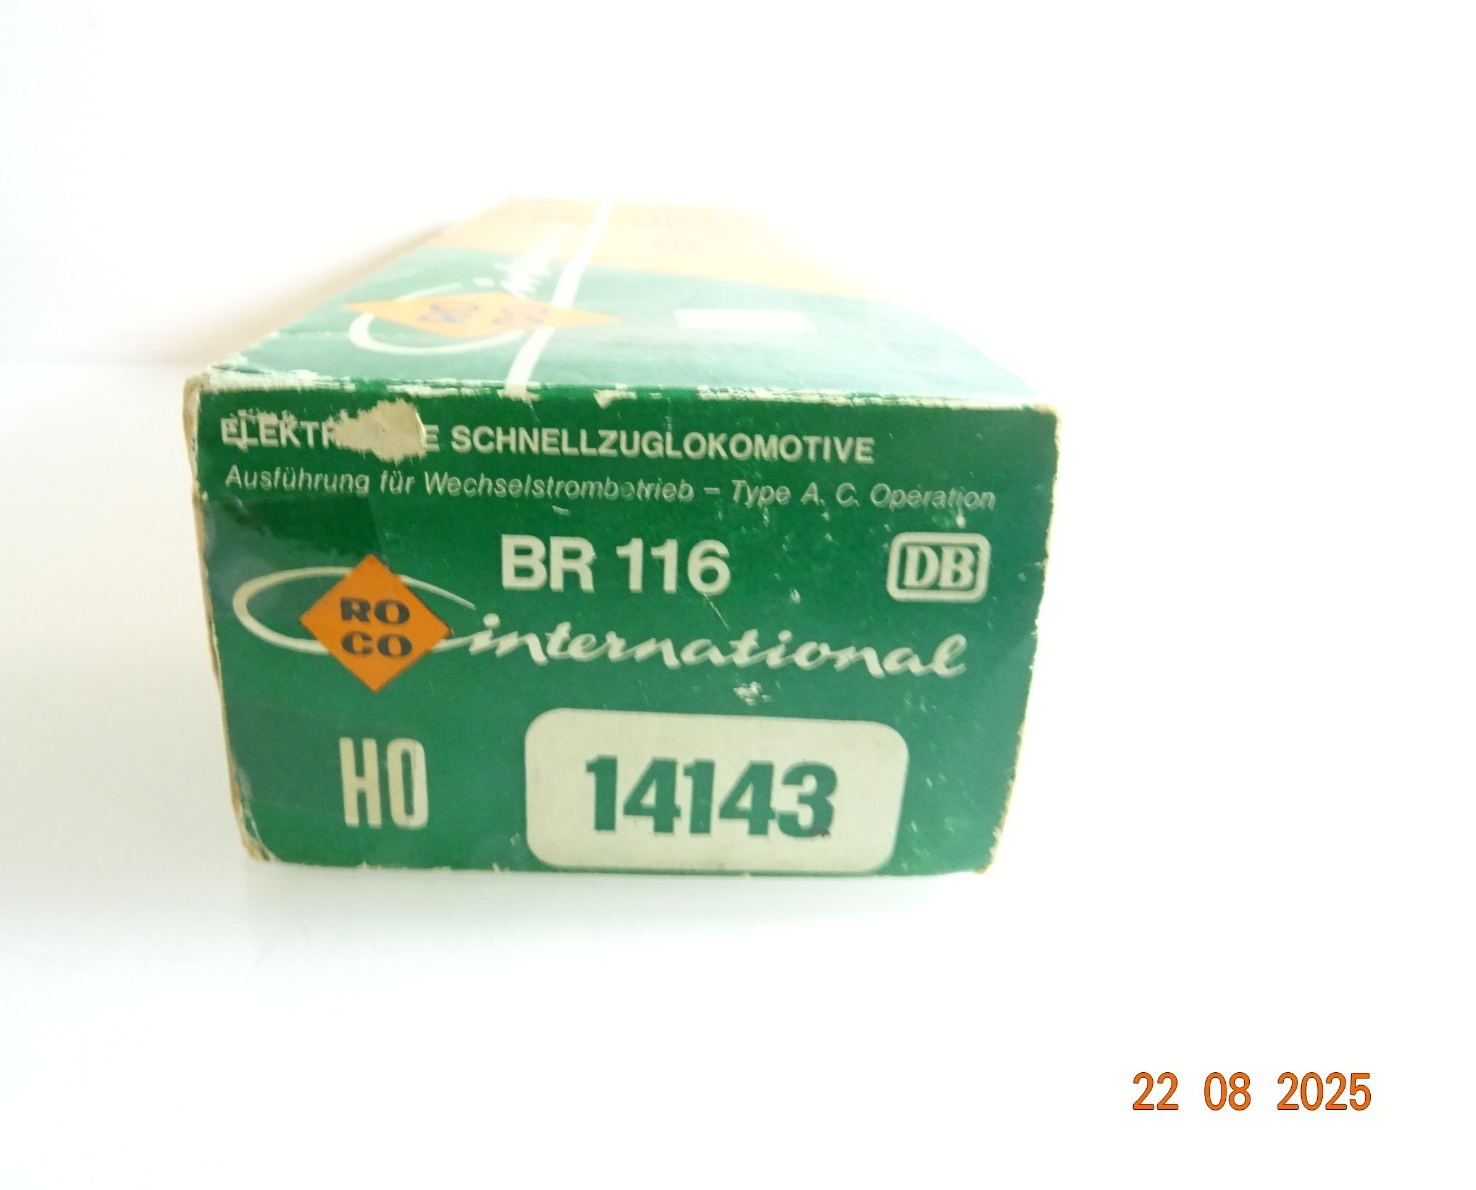 SCHNELLZUGLOKOMOTIVE
Ausführung für Wechselstrombetrieb – Type A. C. Operation
BR 116
DB
RO
CO
international
HO
14143
22 08 2025